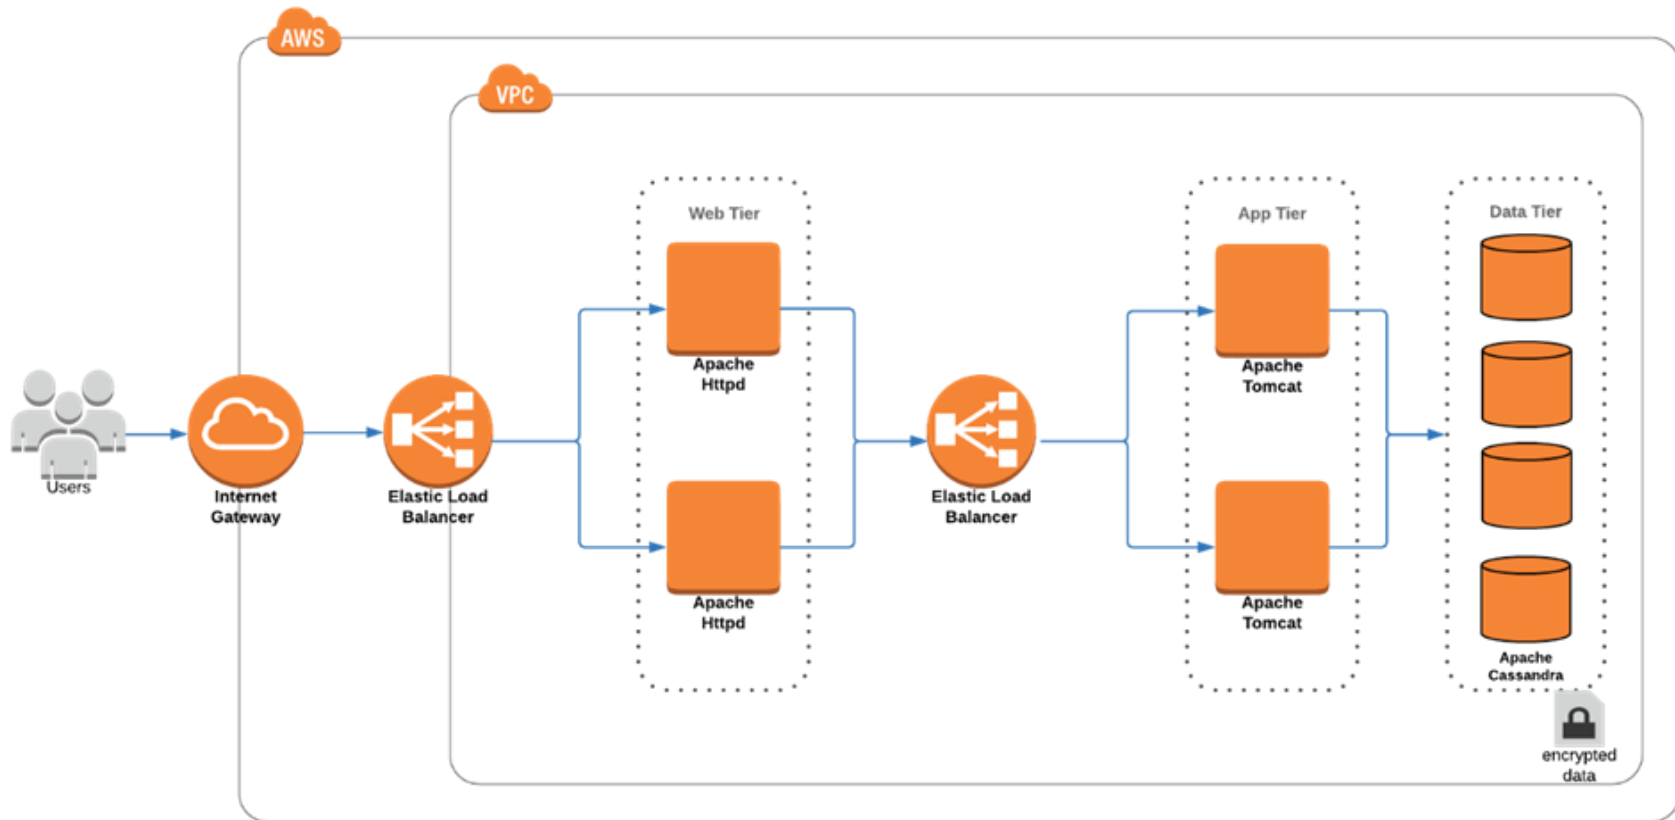 AWS
VPC
Web Tier
App Tier
Data Tier
Apache
Httpd
Apache
Tomcat
Users
Internet
Gateway
Elastic Load
Balancer
Elastic Load
Balancer
Apache
Httpd
Apache
Tomcat
Apache
Cassandra
encrypted
data